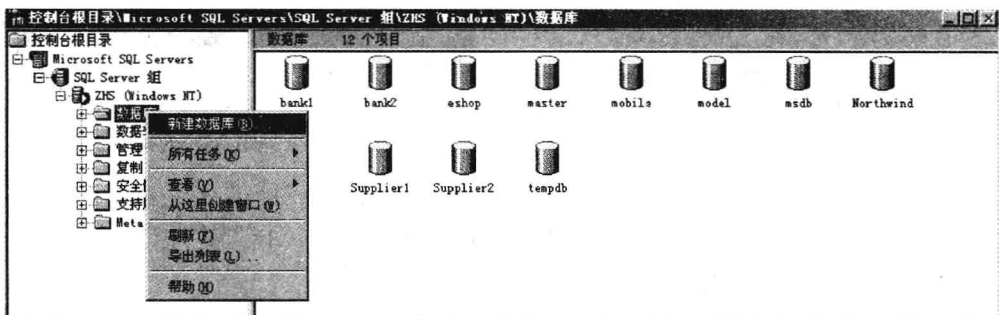 控制台根目录\Microsoft SQL Servers\SQL Server 组\ZHS (Windows NT)\数据库
控制台根目录
数据库 12 个项目
Microsoft SQL Servers
SQL Server 组
ZHS (Windows NT)
数据库
数据
管理
复制
安全
支持
Meta
新建数据库(B)...
所有任务(K)
查看(V)
从这里创建窗口(W)
刷新(F)
导出列表(L)...
帮助(H)
bank1 bank2 eshop master mobils model msdb Northwind
Supplier1 Supplier2 tempdb